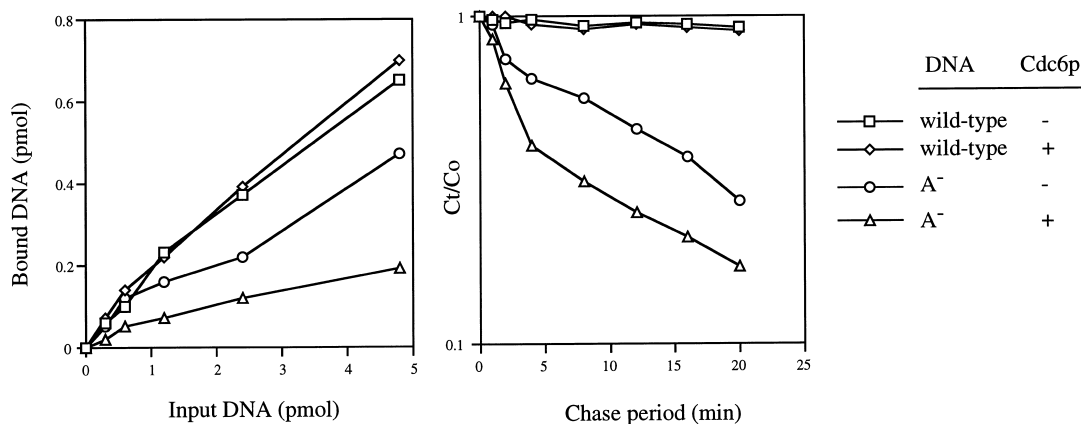 0.8
0.6
0.4
0.2
0
0 1 2 3 4 5
Bound DNA (pmol)
Input DNA (pmol)
1
0.1
0 5 10 15 20 25
Ct/Co
Chase period (min)
DNA Cdc6p
wild-type -
wild-type +
A⁻ -
A⁻ +